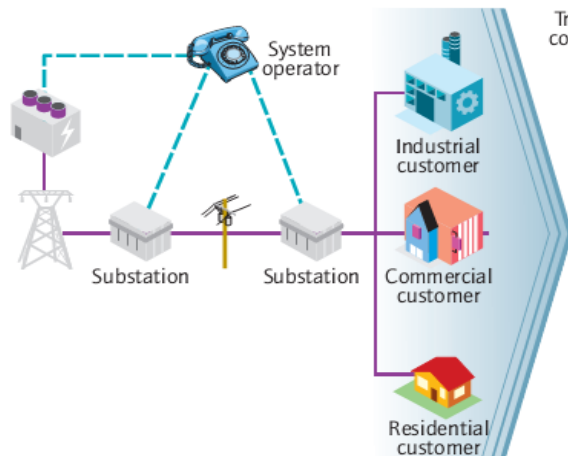 System
operator
Industrial
customer
Substation
Substation
Commercial
customer
Residential
customer